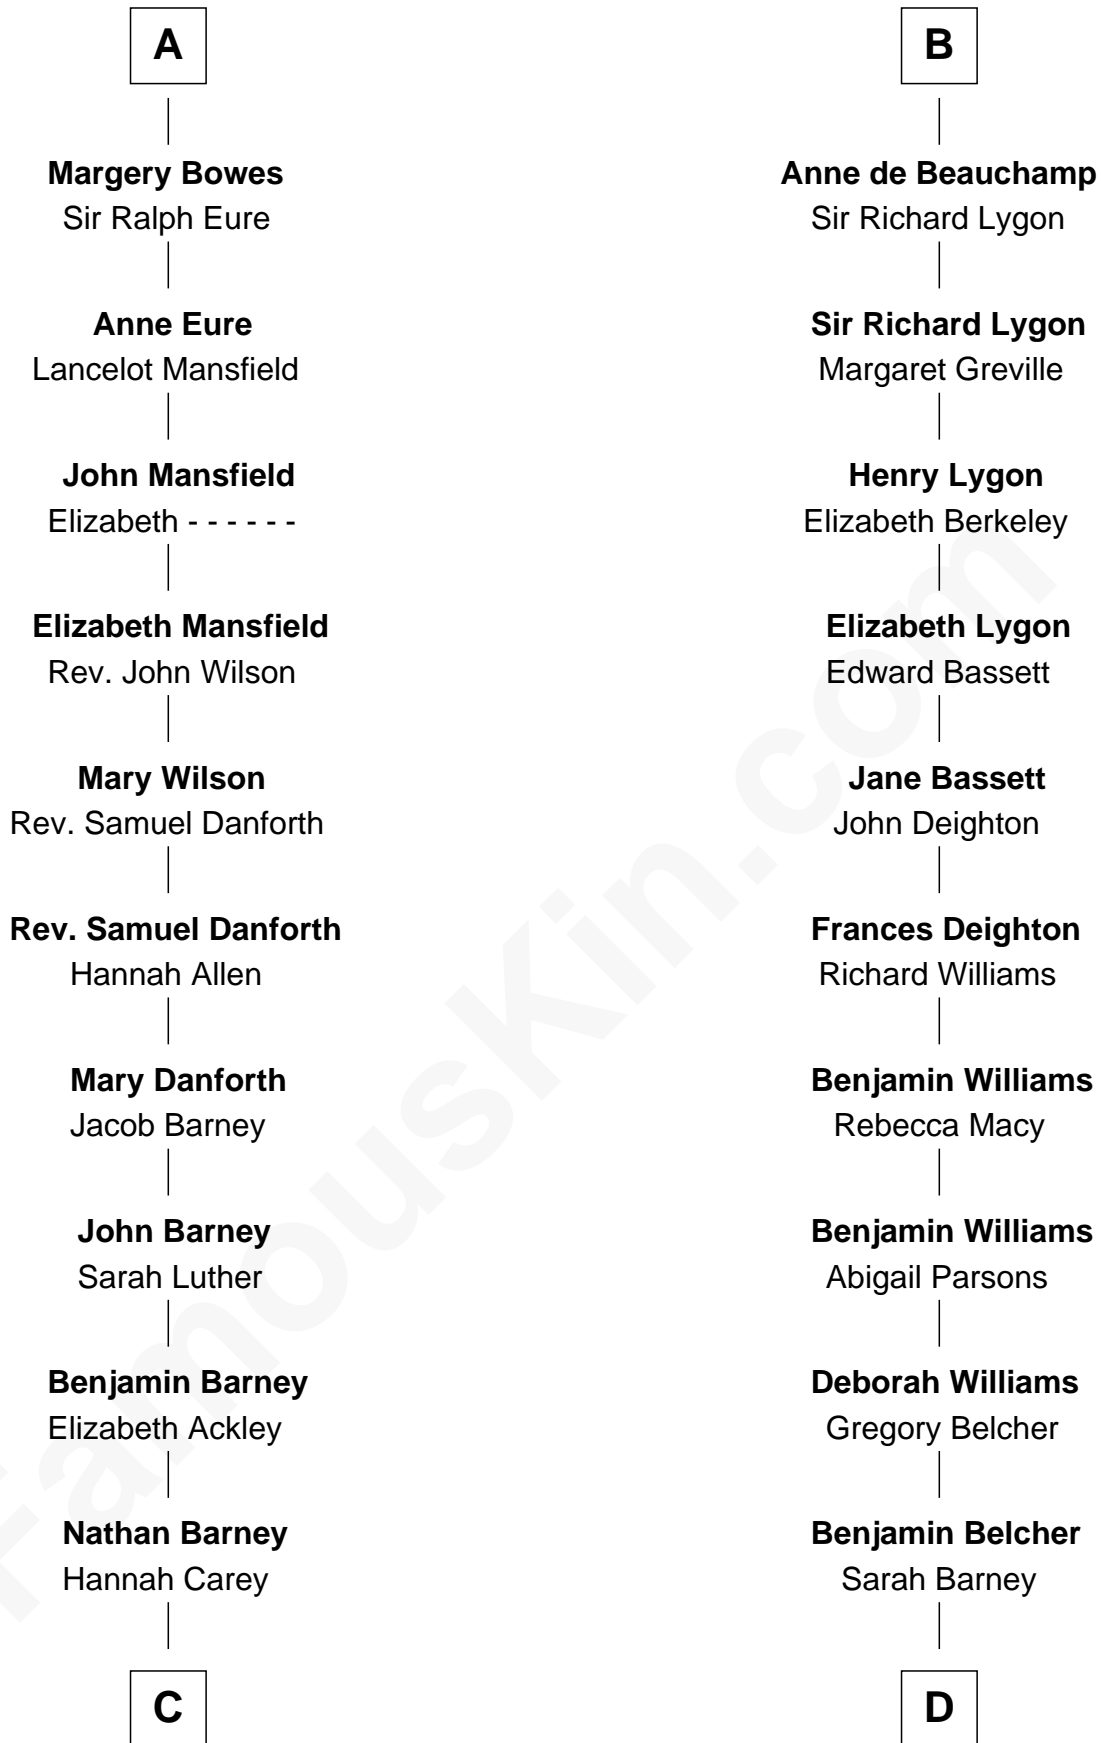 A
Margery Bowes
Sir Ralph Eure
Anne Eure
Lancelot Mansfield
John Mansfield
Elizabeth - - - - - -
Elizabeth Mansfield
Rev. John Wilson
Mary Wilson
Rev. Samuel Danforth
Rev. Samuel Danforth
Hannah Allen
Mary Danforth
Jacob Barney
John Barney
Sarah Luther
Benjamin Barney
Elizabeth Ackley
Nathan Barney
Hannah Carey
C
B
Anne de Beauchamp
Sir Richard Lygon
Sir Richard Lygon
Margaret Greville
Henry Lygon
Elizabeth Berkeley
Elizabeth Lygon
Edward Bassett
Jane Bassett
John Deighton
Frances Deighton
Richard Williams
Benjamin Williams
Rebecca Macy
Benjamin Williams
Abigail Parsons
Deborah Williams
Gregory Belcher
Benjamin Belcher
Sarah Barney
D
FamousKin.com